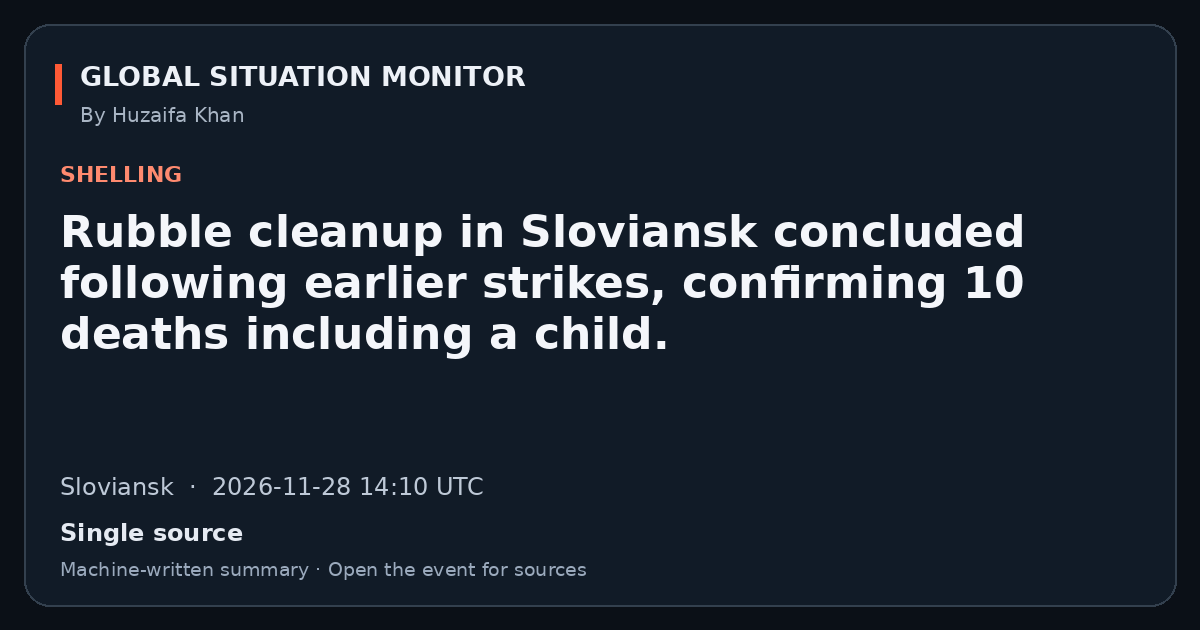 GLOBAL SITUATION MONITOR
By Huzaifa Khan
SHELLING
Rubble cleanup in Sloviansk concluded
following earlier strikes, confirming 10
deaths including a child.
Sloviansk · 2026-11-28 14:10 UTC
Single source
Machine-written summary · Open the event for sources